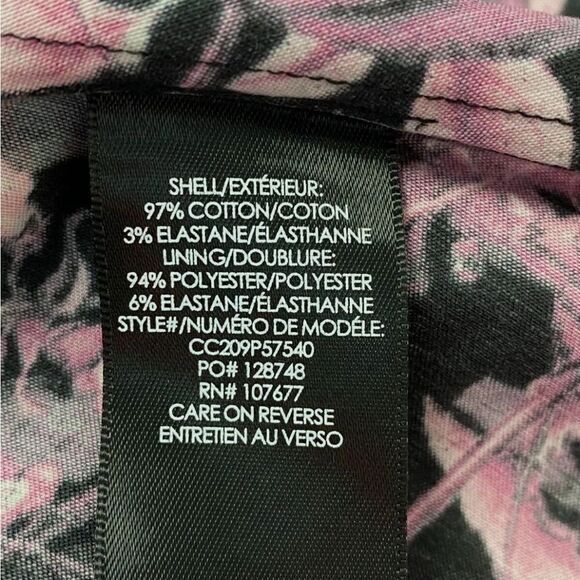 SHELL/EXTÉRIEUR:
97% COTTON/COTON
3% ELASTANE/ÉLASTHANNE
LINING/DOUBLURE:
94% POLYESTER/POLYESTER
6% ELASTANE/ÉLASTHANNE
STYLE#/NUMÉRO DE MODÉLE:
CC209P57540
PO# 128748
RN# 107677
CARE ON REVERSE
ENTRETIEN AU VERSO